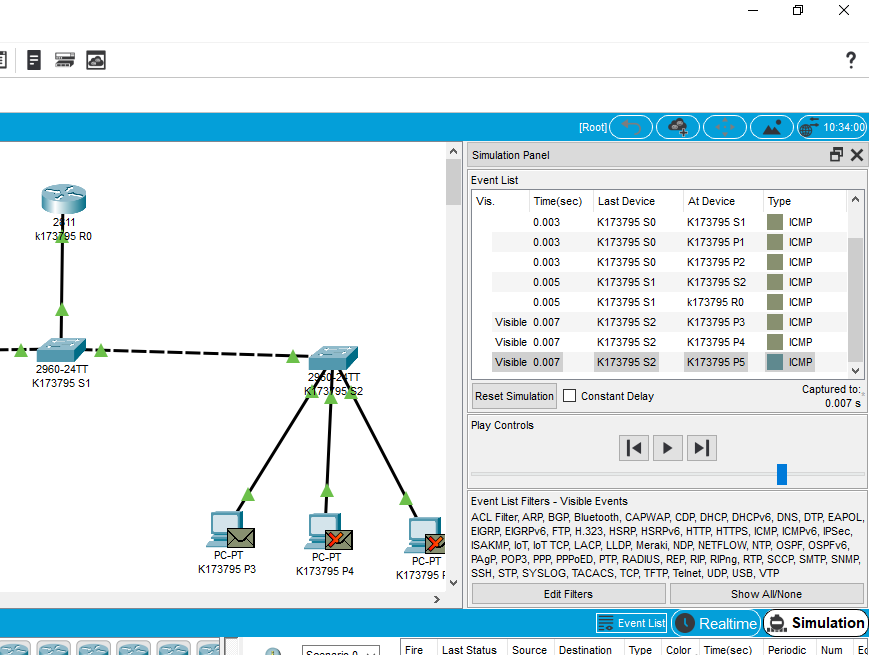 ?
[Root]
10:34:00
Simulation Panel
Event List
Vis. Time(sec) Last Device At Device Type
0.003 K173795 S0 K173795 S1 ICMP
0.003 K173795 S0 K173795 P1 ICMP
0.003 K173795 S0 K173795 P2 ICMP
0.005 K173795 S1 K173795 S2 ICMP
0.005 K173795 S1 k173795 R0 ICMP
Visible 0.007 K173795 S2 K173795 P3 ICMP
Visible 0.007 K173795 S2 K173795 P4 ICMP
Visible 0.007 K173795 S2 K173795 P5 ICMP
Reset Simulation Constant Delay Captured to:
0.007 s
Play Controls
Event List Filters - Visible Events
ACL Filter, ARP, BGP, Bluetooth, CAPWAP, CDP, DHCP, DHCPv6, DNS, DTP, EAPOL,
EIGRP, EIGRPv6, FTP, H.323, HSRP, HSRPv6, HTTP, HTTPS, ICMP, ICMPv6, IPSec,
ISAKMP, IoT, IoT TCP, LACP, LLDP, Meraki, NDP, NETFLOW, NTP, OSPF, OSPFv6,
PAgP, POP3, PPP, PPPoED, PTP, RADIUS, REP, RIP, RIPng, RTP, SCCP, SMTP, SNMP,
SSH, STP, SYSLOG, TACACS, TCP, TFTP, Telnet, UDP, USB, VTP
Edit Filters Show All/None
2811
k173795 R0
2960-24TT
K173795 S1
2960-24TT
K173795 S2
PC-PT
K173795 P3
PC-PT
K173795 P4
PC-PT
K173795
Event List Realtime Simulation
Scenario 0
Fire Last Status Source Destination Type Color Time(sec) Periodic Num